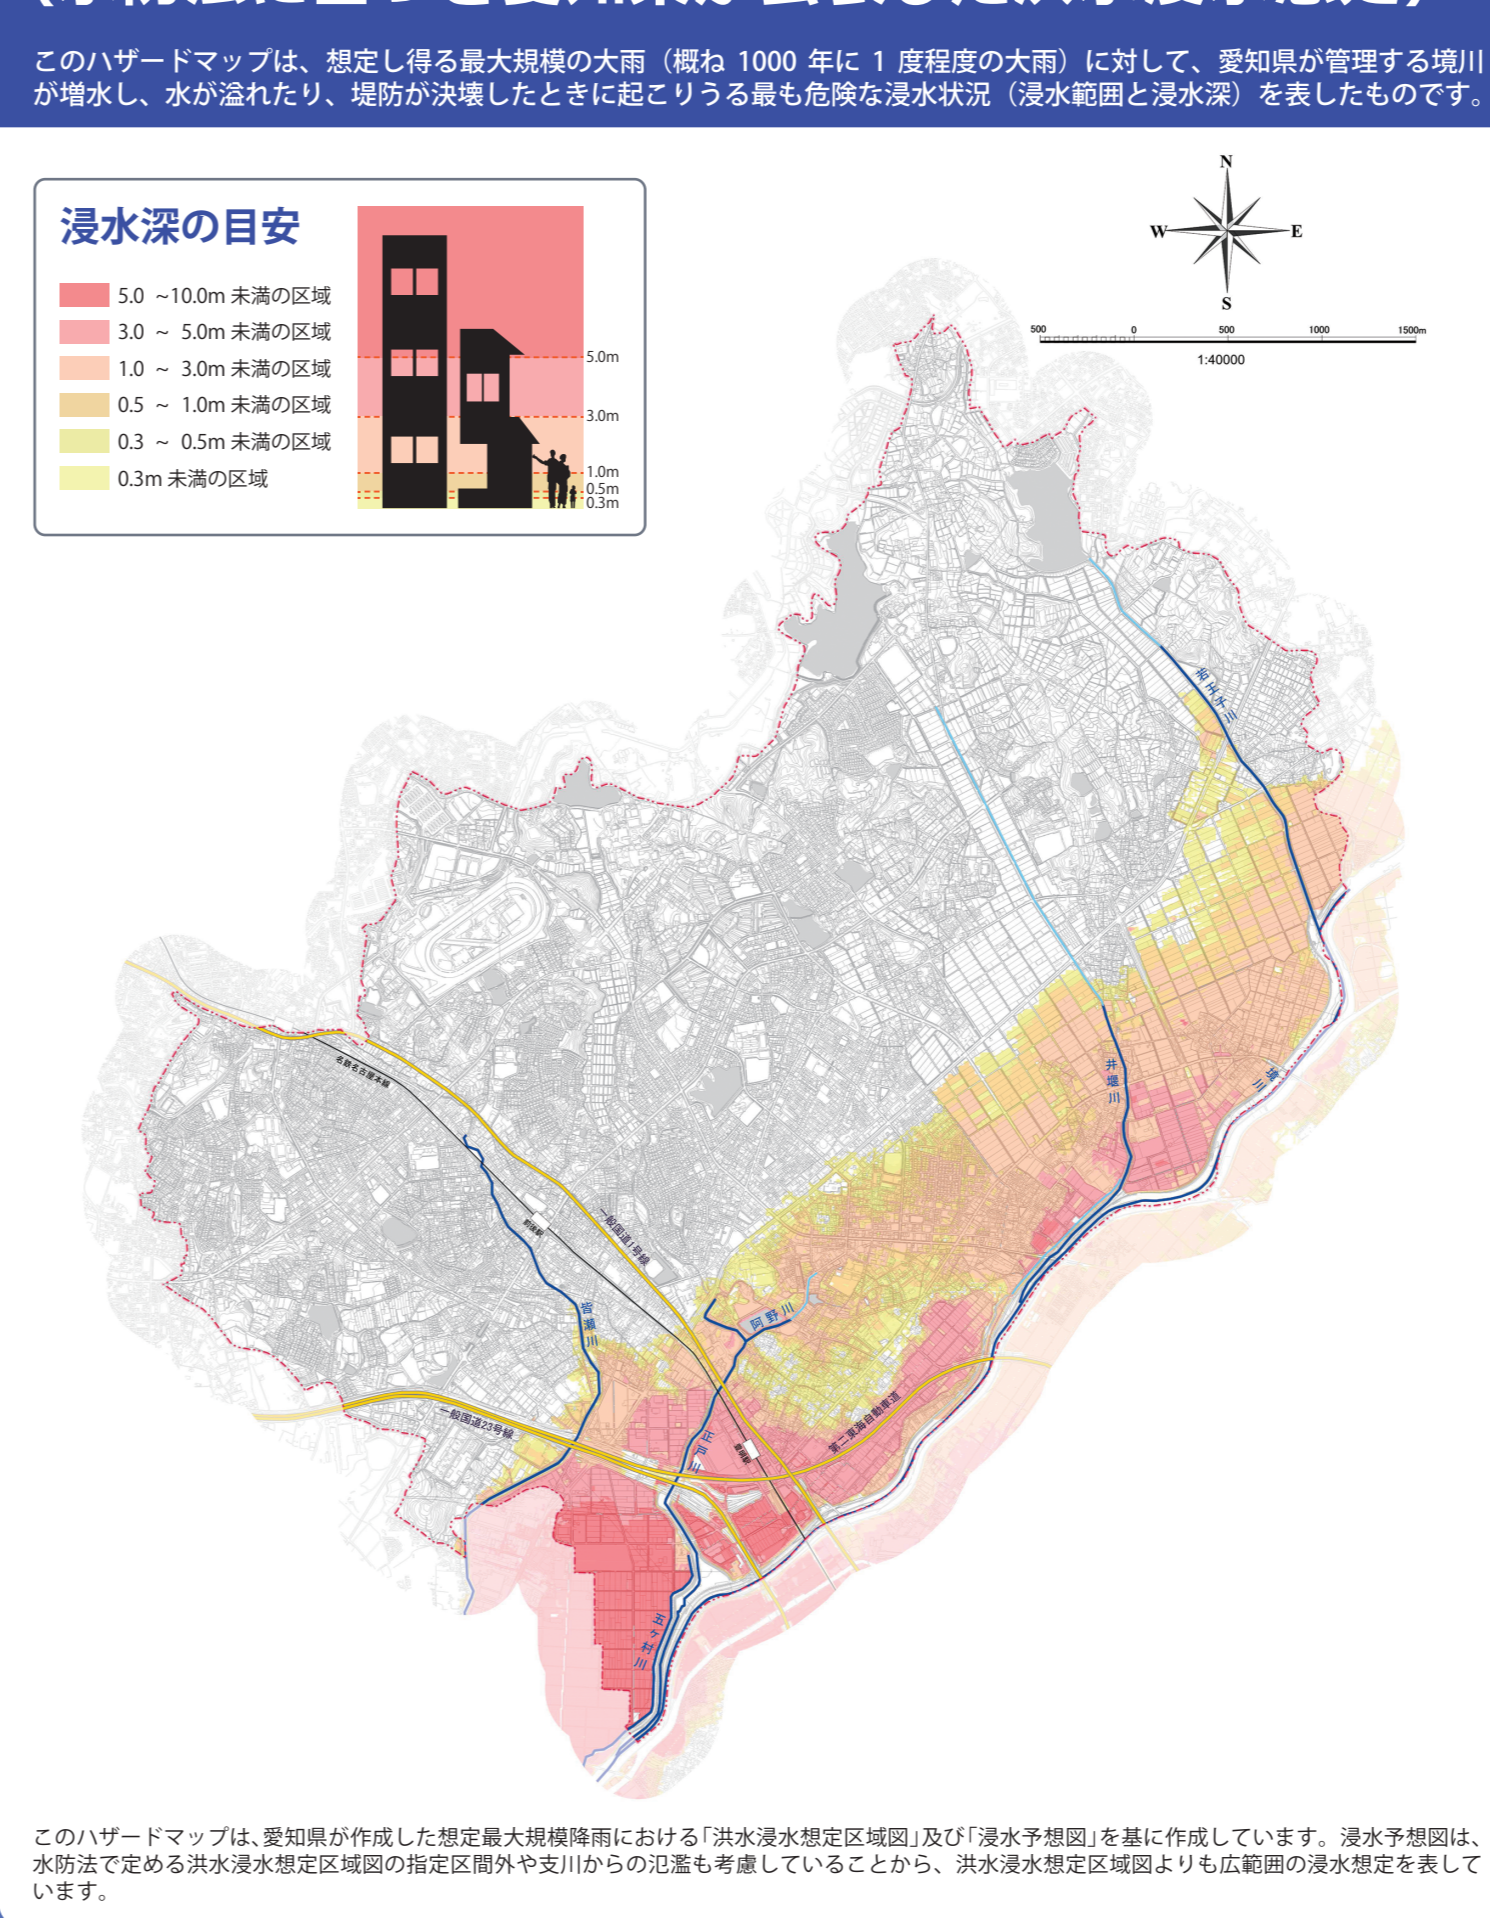 このハザードマップは、想定し得る最大規模の大雨（概ね 1000 年に 1 度程度の大雨）に対して、愛知県が管理する境川
が増水し、水が溢れたり、堤防が決壊したときに起こりうる最も危険な浸水状況（浸水範囲と浸水深）を表したものです。
浸水深の目安
5.0 ~10.0m 未満の区域
3.0 ~ 5.0m 未満の区域
1.0 ~ 3.0m 未満の区域
0.5 ~ 1.0m 未満の区域
0.3 ~ 0.5m 未満の区域
0.3m 未満の区域
5.0m
3.0m
1.0m
0.5m
0.3m
N
W
E
S
500 0 500 1000 1500m
1:40000
若王子川
井堰川
境川
名鉄名古屋本線
前後駅
一般国道1号線
皆瀬川
阿野川
一般国道23号線
正戸川
豊明駅
第二東海自動車道
五ヶ村川
このハザードマップは、愛知県が作成した想定最大規模降雨における「洪水浸水想定区域図」及び「浸水予想図」を基に作成しています。浸水予想図は、
水防法で定める洪水浸水想定区域図の指定区間外や支川からの氾濫も考慮していることから、洪水浸水想定区域図よりも広範囲の浸水想定を表して
います。